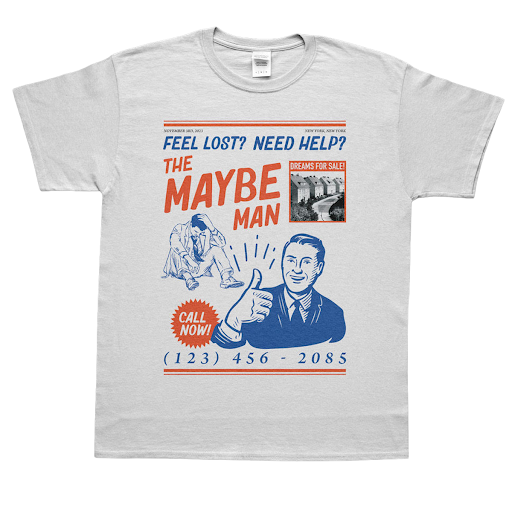 NOVEMBER 3RD, 2023
NEW YORK, NEW YORK
FEEL LOST? NEED HELP?
THE
MAYBE
MAN
DREAMS FOR SALE!
CALL
NOW!
(123) 456 - 2085